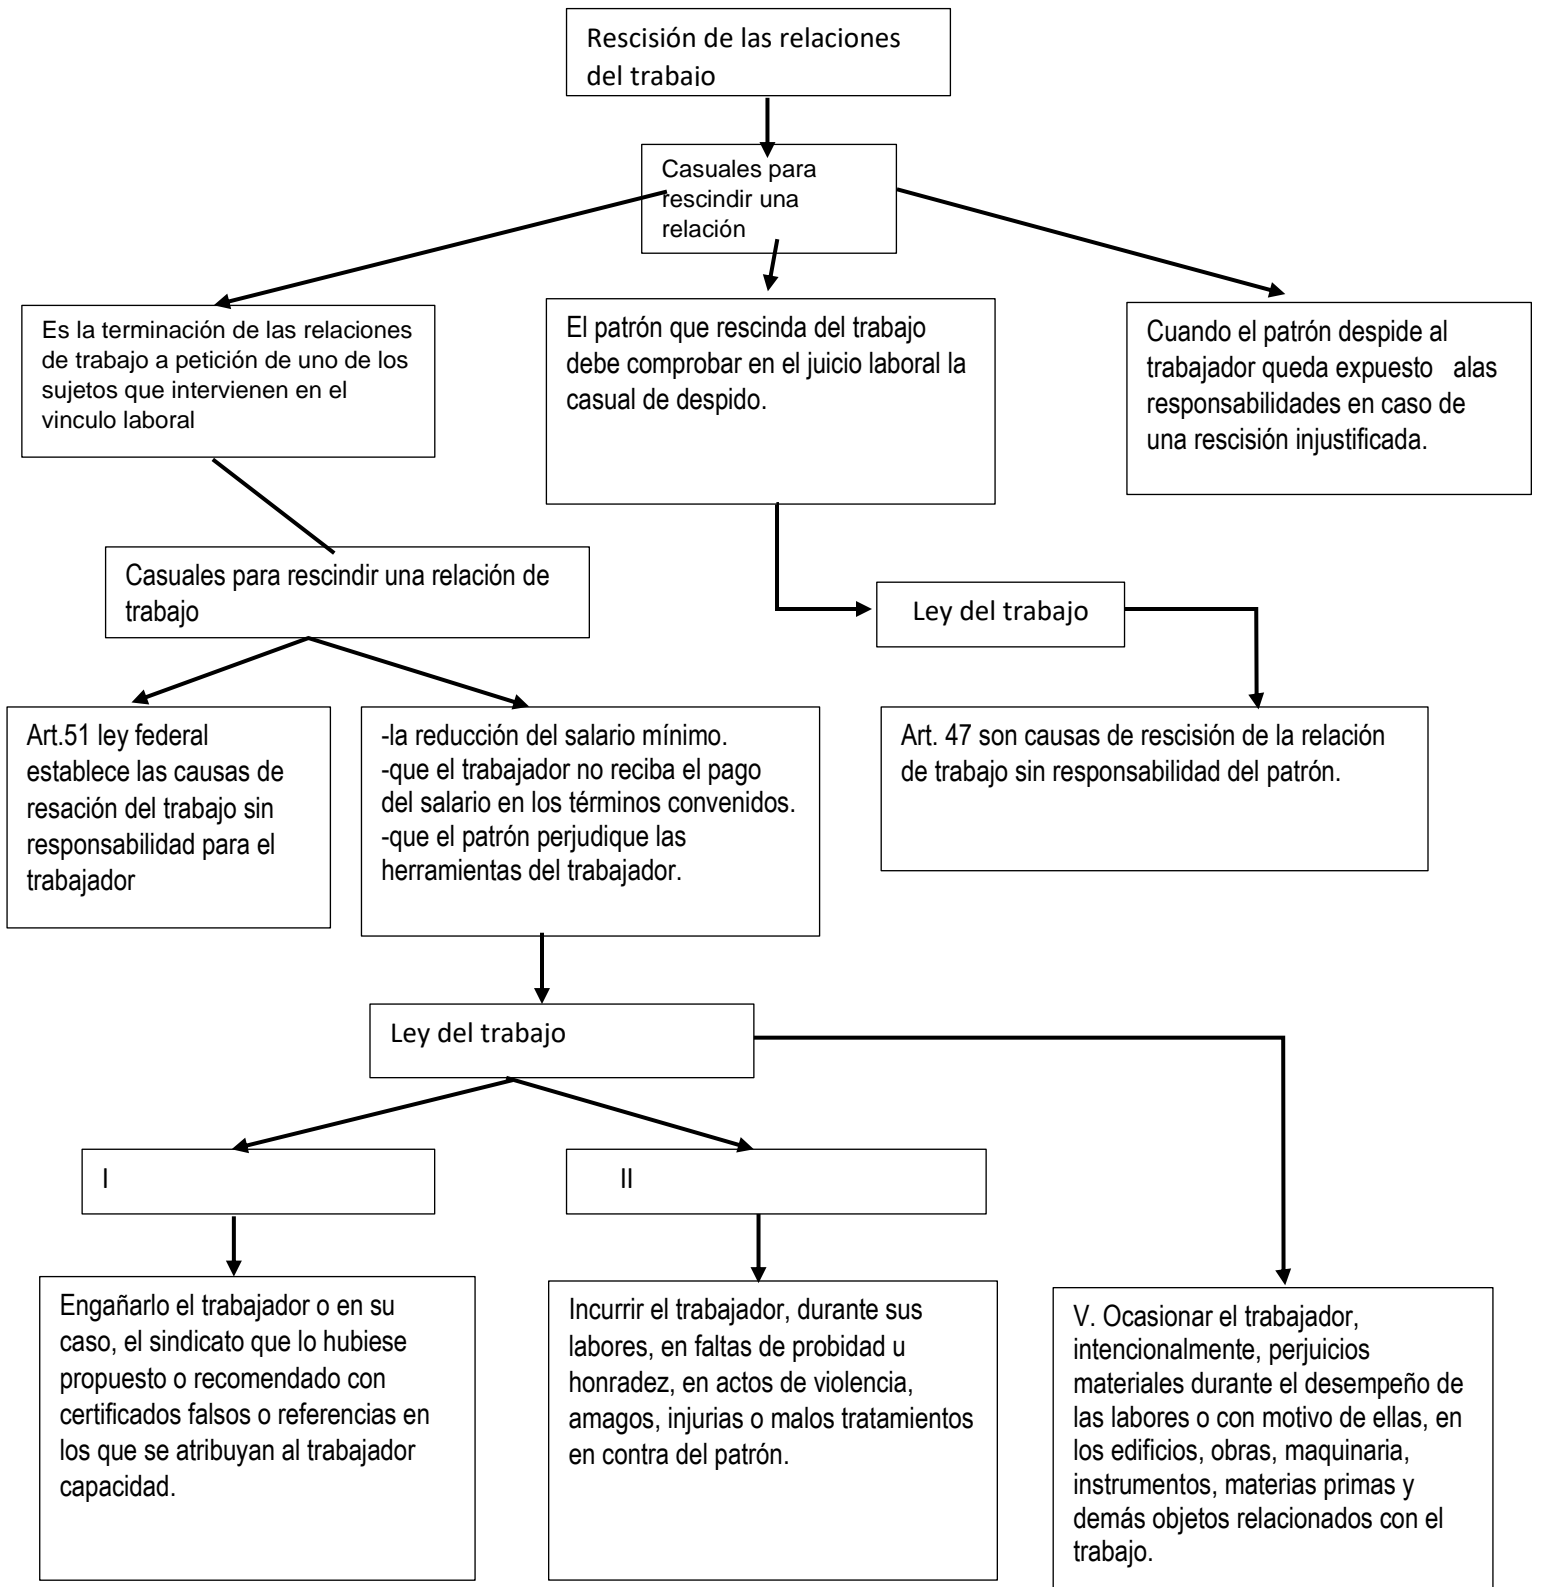 Rescisión de las relaciones
del trabajo
Casuales para
rescindir una
relación
Es la terminación de las relaciones
de trabajo a petición de uno de los
sujetos que intervienen en el
vinculo laboral
El patrón que rescinda del trabajo
debe comprobar en el juicio laboral la
casual de despido.
Cuando el patrón despide al
trabajador queda expuesto   alas
responsabilidades en caso de
una rescisión injustificada.
Casuales para rescindir una relación de
trabajo
Ley del trabajo
Art.51 ley federal
establece las causas de
resación del trabajo sin
responsabilidad para el
trabajador
-la reducción del salario mínimo.
-que el trabajador no reciba el pago
del salario en los términos convenidos.
-que el patrón perjudique las
herramientas del trabajador.
Art. 47 son causas de rescisión de la relación
de trabajo sin responsabilidad del patrón.
Ley del trabajo
I
II
Engañarlo el trabajador o en su
caso, el sindicato que lo hubiese
propuesto o recomendado con
certificados falsos o referencias en
los que se atribuyan al trabajador
capacidad.
Incurrir el trabajador, durante sus
labores, en faltas de probidad u
honradez, en actos de violencia,
amagos, injurias o malos tratamientos
en contra del patrón.
V. Ocasionar el trabajador,
intencionalmente, perjuicios
materiales durante el desempeño de
las labores o con motivo de ellas, en
los edificios, obras, maquinaria,
instrumentos, materias primas y
demás objetos relacionados con el
trabajo.